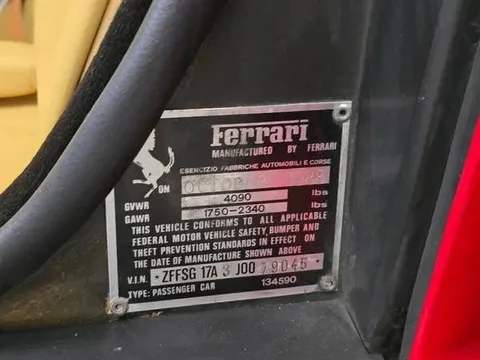 Ferrari
MANUFACTURED BY FERRARI
ESERCIZIO FABBRICHE AUTOMOBILI E CORSE
ON OCTOBER
GVWR 4090 lbs
GAWR 1750-2340 lbs
THIS VEHICLE CONFORMS TO ALL APPLICABLE
FEDERAL MOTOR VEHICLE SAFETY, BUMPER AND
THEFT PREVENTION STANDARDS IN EFFECT ON
THE DATE OF MANUFACTURE SHOWN ABOVE
V.I.N. * ZFFSG 17A 3 J00 79045 *
TYPE: PASSENGER CAR 134590